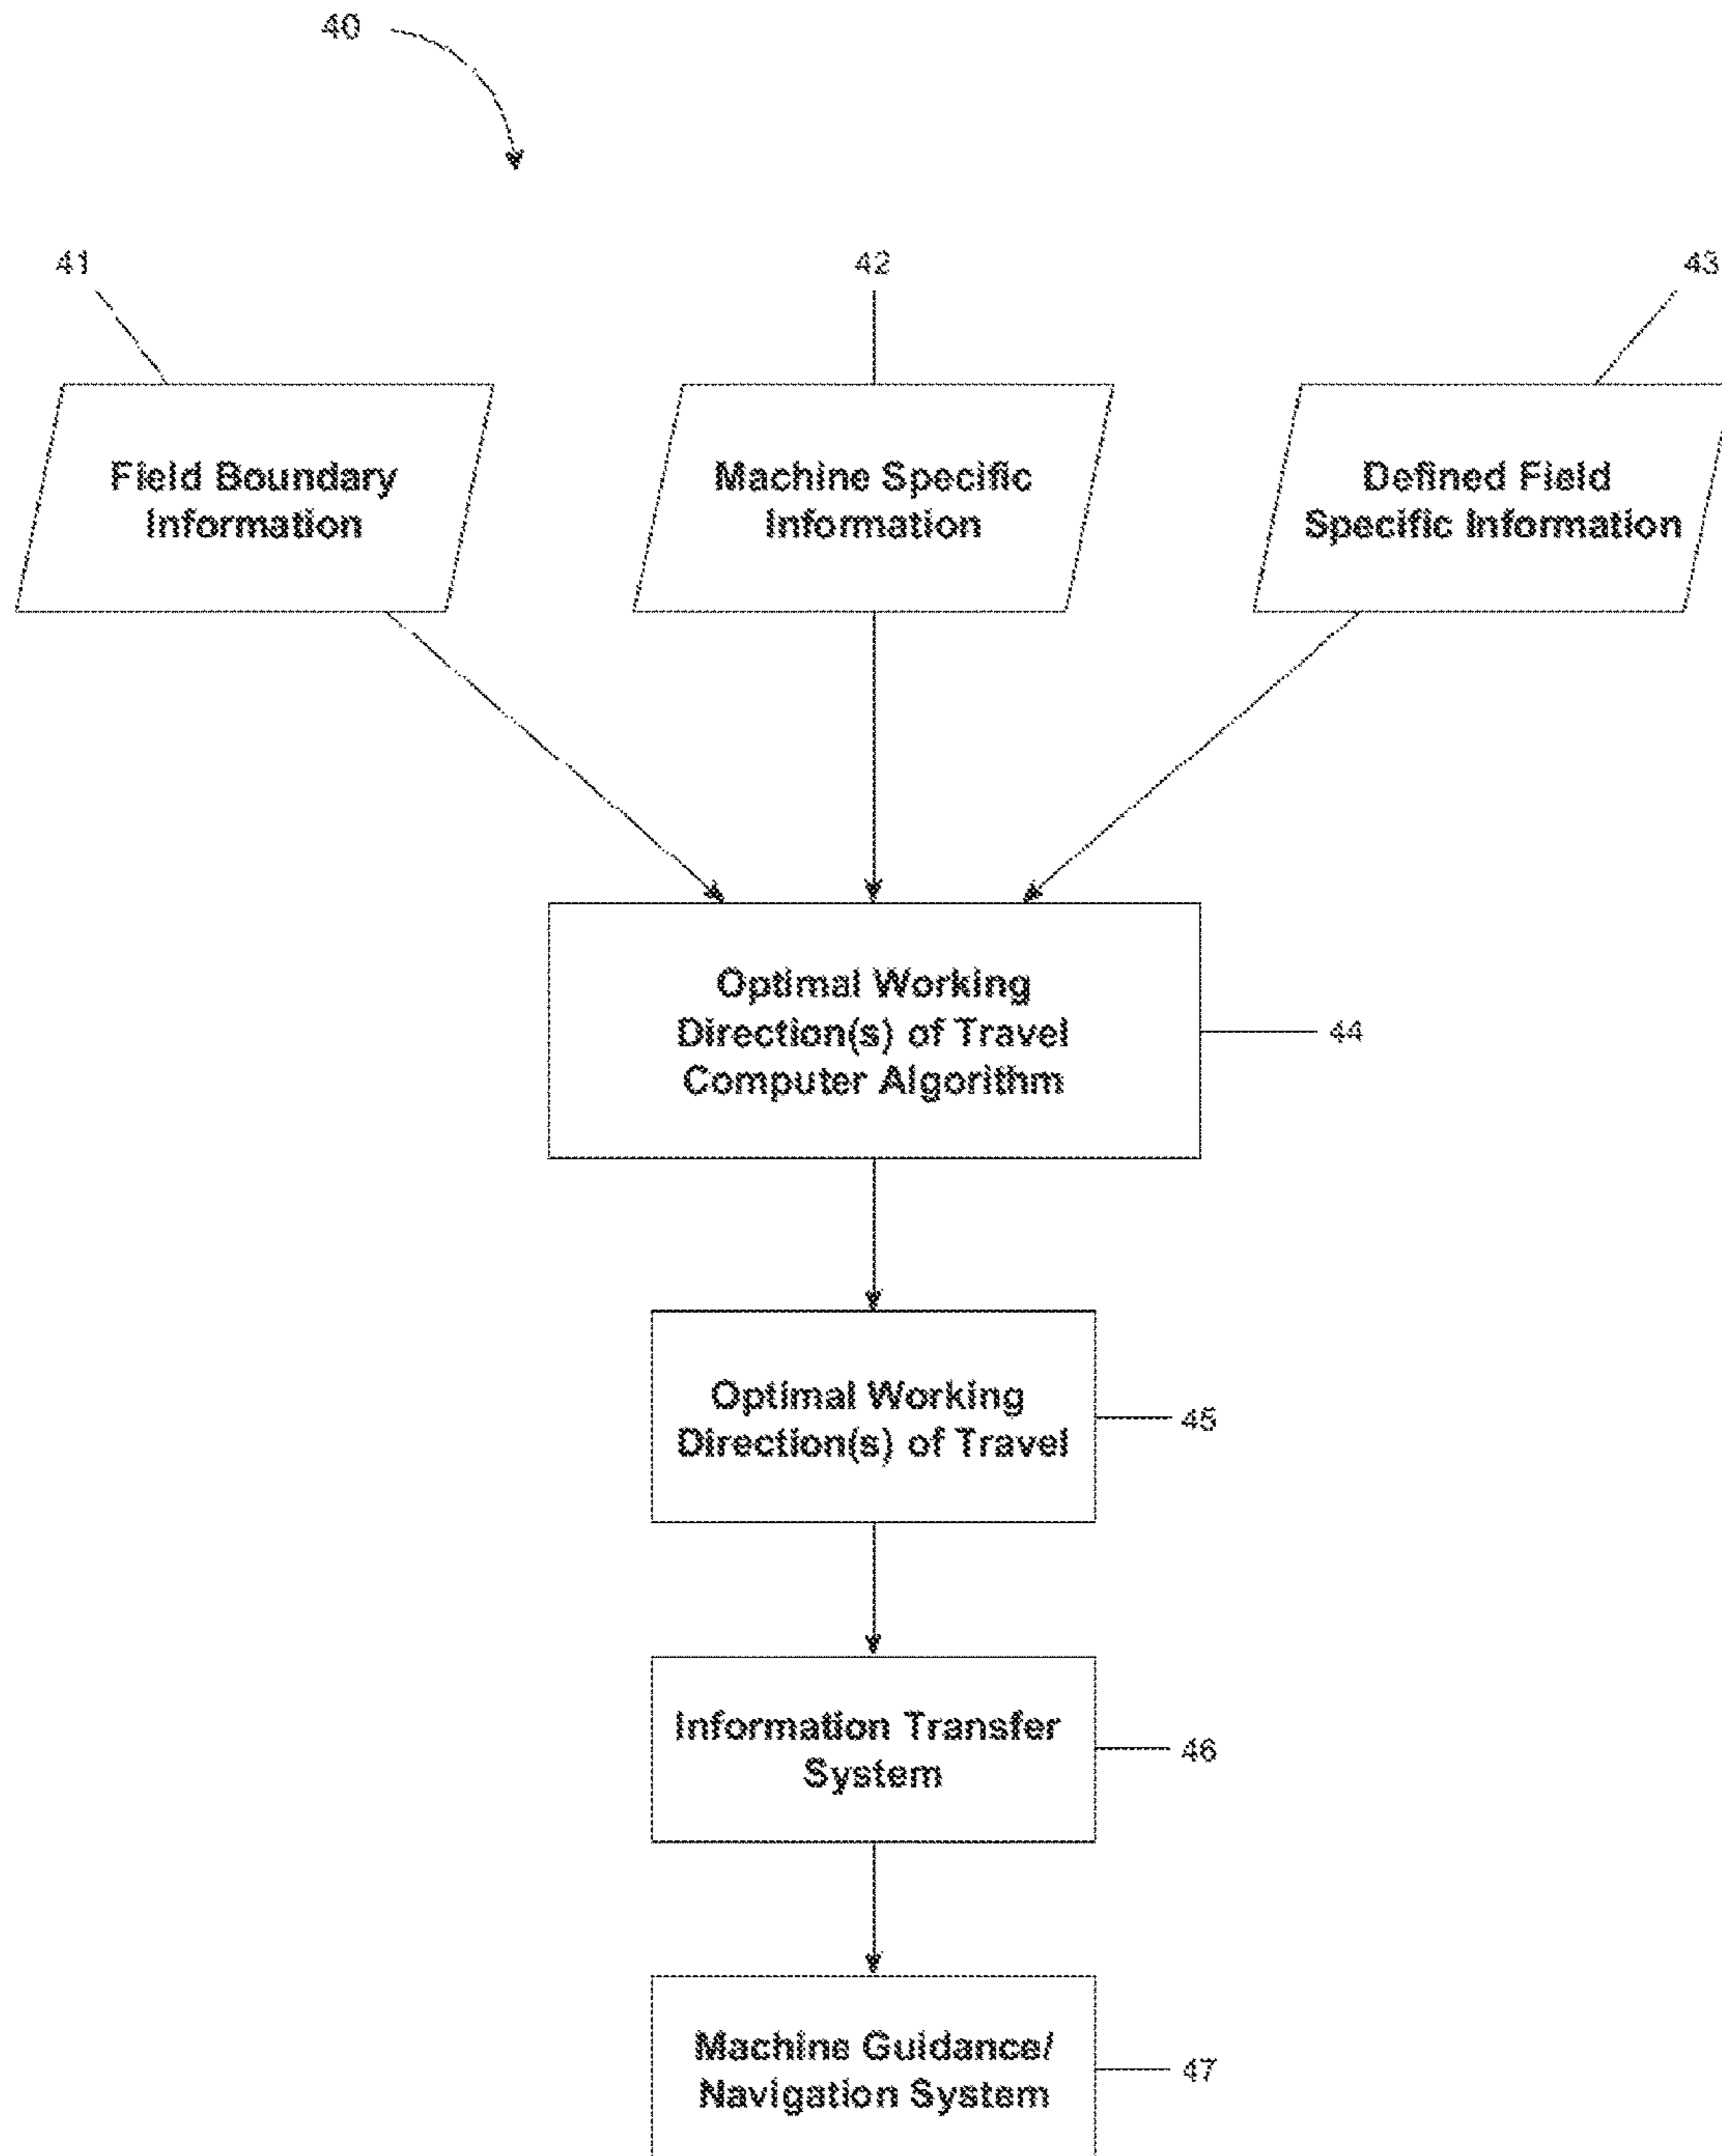 40
41
42
43
Field Boundary
Information
Machine Specific
Information
Defined Field
Specific Information
Optimal Working
Direction(s) of Travel
Computer Algorithm
44
Optimal Working
Direction(s) of Travel
45
Information Transfer
System
46
Machine Guidance/
Navigation System
47